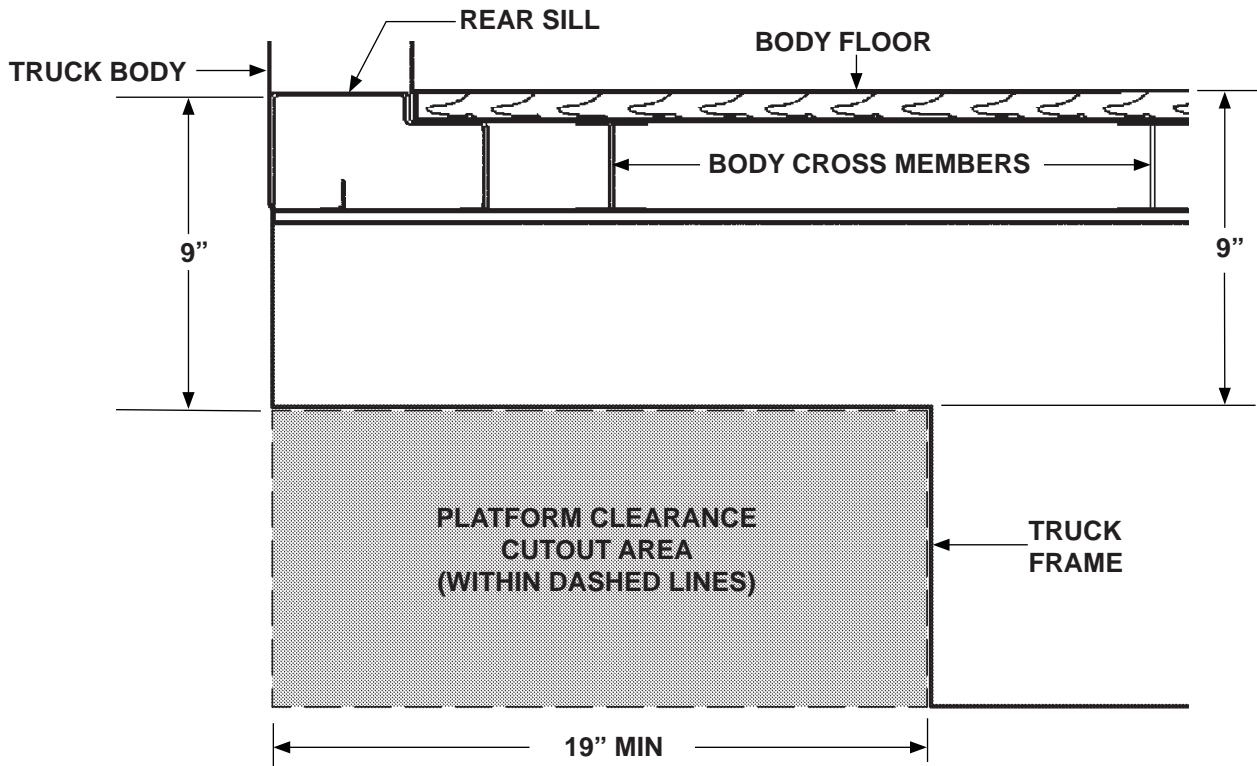 REAR SILL
BODY FLOOR
TRUCK BODY
BODY CROSS MEMBERS
9”
9”
PLATFORM CLEARANCE
CUTOUT AREA
(WITHIN DASHED LINES)
TRUCK
FRAME
19” MIN